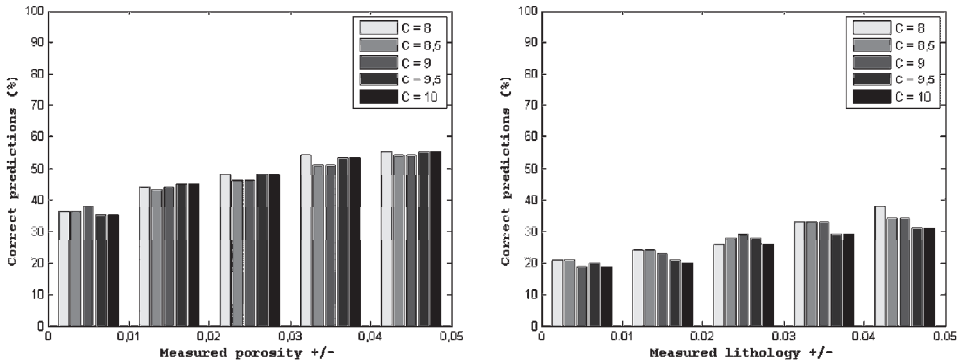 Correct predictions (%)
100
90
80
70
60
50
40
30
20
10
0
C = 8
C = 8,5
C = 9
C = 9,5
C = 10
0
0,01
0,02
0,03
0,04
0,05
Measured porosity +/-
Correct predictions (%)
100
90
80
70
60
50
40
30
20
10
0
C = 8
C = 8,5
C = 9
C = 9,5
C = 10
0
0.01
0.02
0.03
0.04
0.05
Measured lithology +/-